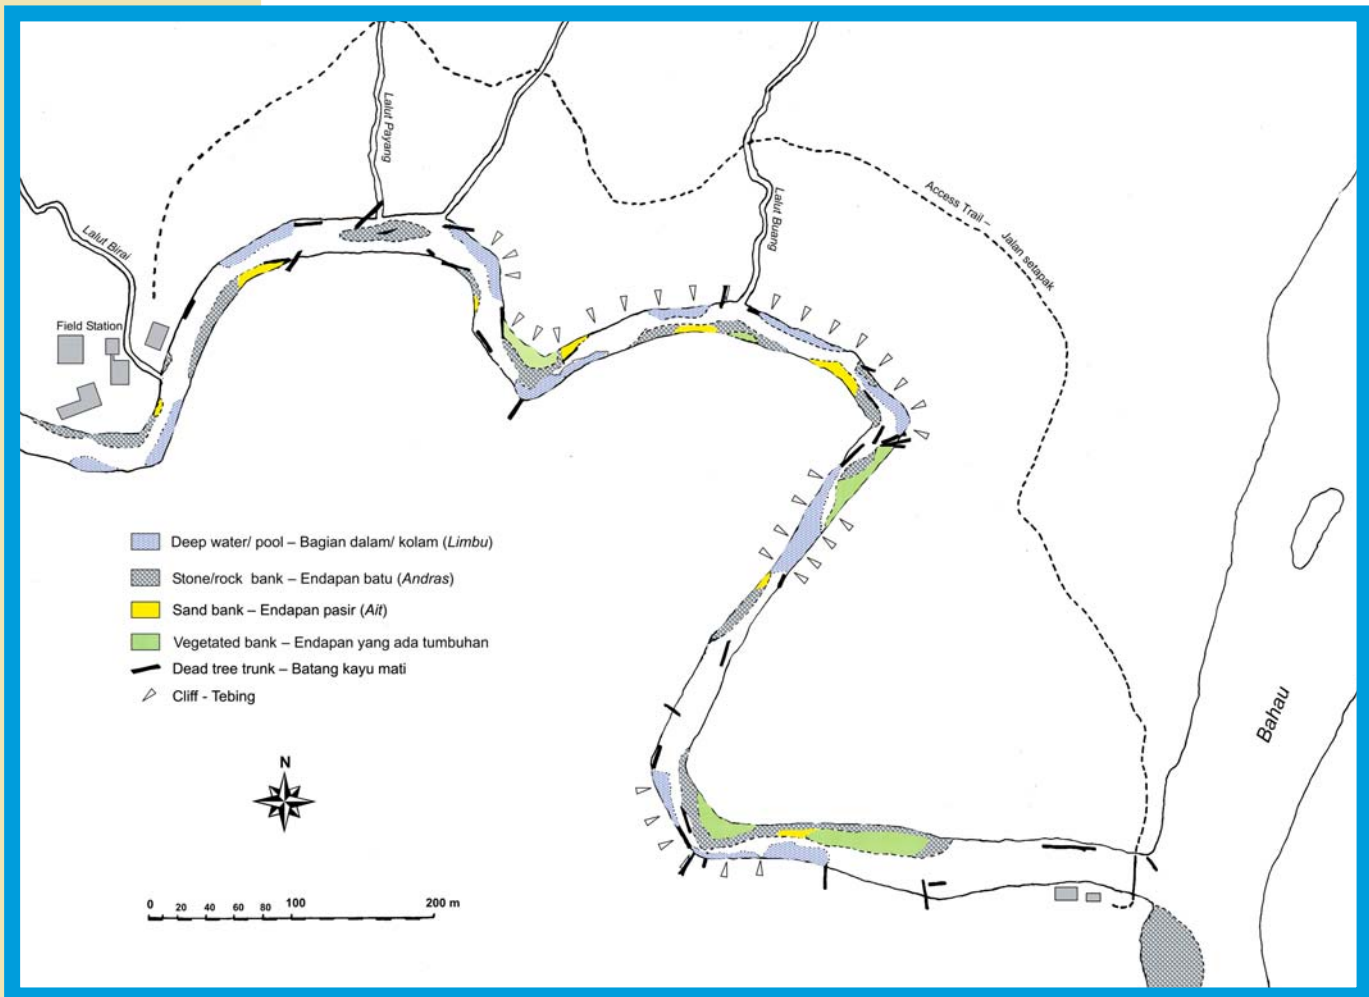 Lalut Payang
Lalut Birai
Lalut Buang
Access Trail – Jalan setapak
Field Station
Deep water/ pool – Bagian dalam/ kolam (Limbu)
Stone/rock bank – Endapan batu (Andras)
Sand bank – Endapan pasir (Ait)
Vegetated bank – Endapan yang ada tumbuhan
Dead tree trunk – Batang kayu mati
Cliff - Tebing
Bahau
N
0 20 40 60 80 100 200 m